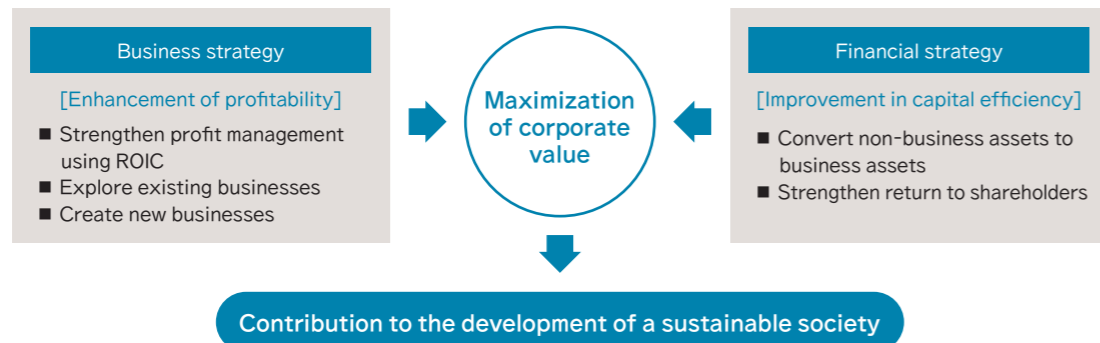 Business strategy
[Enhancement of profitability]
■ Strengthen profit management
using ROIC
■ Explore existing businesses
■ Create new businesses
Maximization
of corporate
value
Financial strategy
[Improvement in capital efficiency]
■ Convert non-business assets to
business assets
■ Strengthen return to shareholders
Contribution to the development of a sustainable society